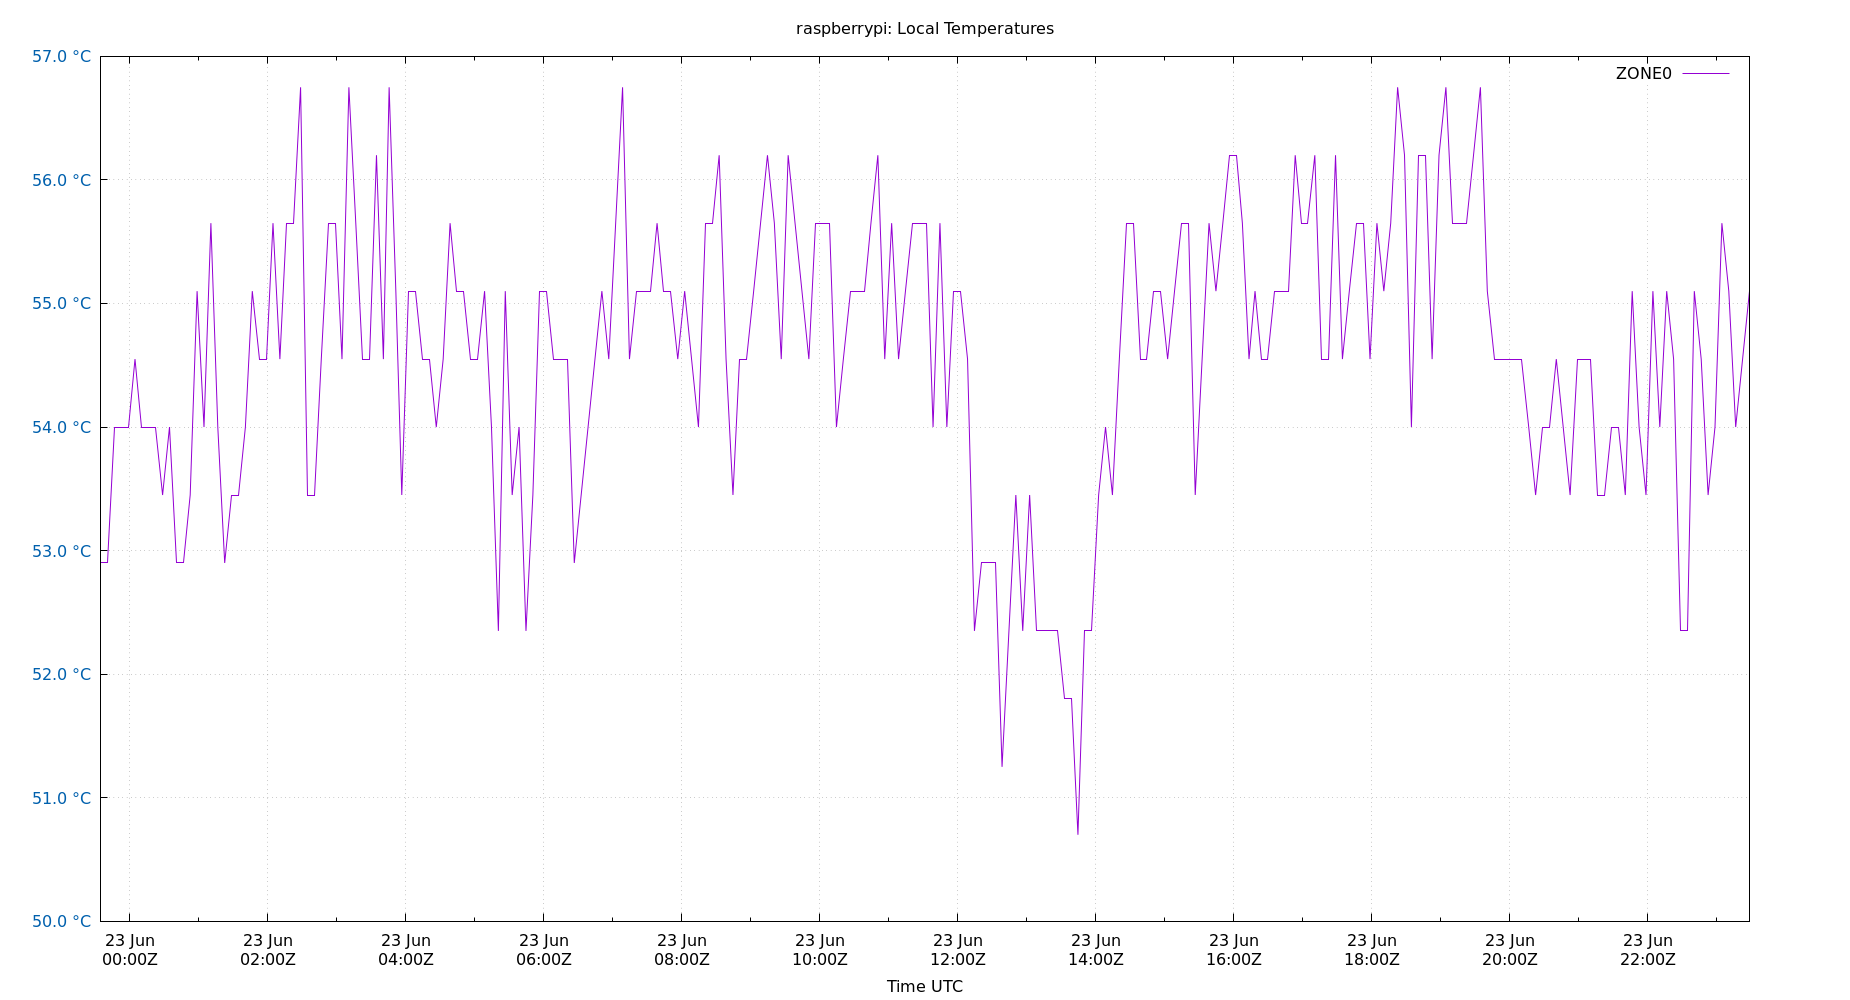 raspberrypi: Local Temperatures
57.0 °C
ZONE0
56.0 °C
55.0 °C
54.0 °C
53.0 °C
52.0 °C
51.0 °C
50.0 °C
23 Jun 23 Jun 23 Jun 23 Jun 23 Jun 23 Jun 23 Jun 23 Jun 23 Jun 23 Jun 23 Jun 23 Jun
00:00Z 02:00Z 04:00Z 06:00Z 08:00Z 10:00Z 12:00Z 14:00Z 16:00Z 18:00Z 20:00Z 22:00Z
Time UTC